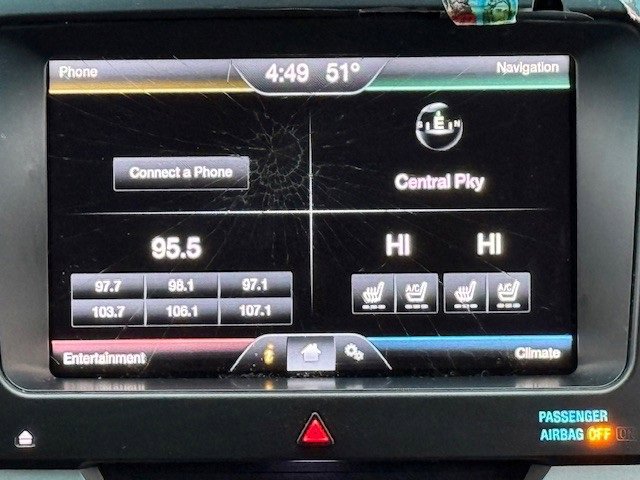 Phone 4:49 51° Navigation
E N
Connect a Phone
Central Pky
95.5 HI HI
97.7 98.1 97.1
A/C A/C
103.7 106.1 107.1
Entertainment i Climate
PASSENGER
AIRBAG OFF ON